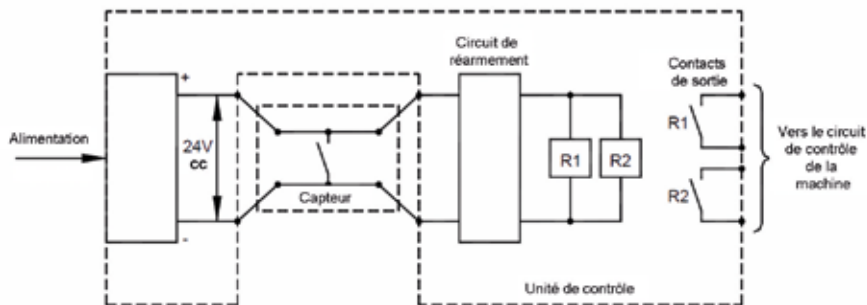 Circuit de
réarmement
Contacts
de sortie
+
Alimentation
24V
cc
R1
R2
R1
R2
Vers le circuit
de contrôle
de la
machine
Capteur
-
Unité de contrôle